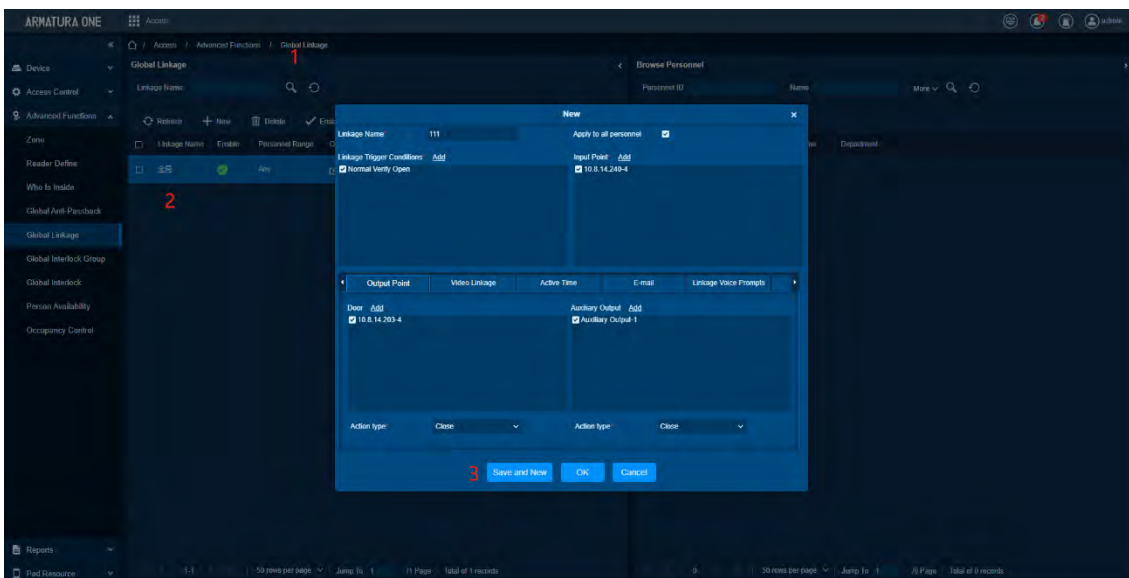 ARMATURA ONE
Access
admin
Access / Advanced Functions / Global Linkage
1
Device
Access Control
Advanced Functions
Zone
Reader Define
Who Is Inside
Global Anti-Passback
Global Linkage
Global Interlock Group
Global Interlock
Person Availability
Occupancy Control
Reports
Pad Resource
Global Linkage
Linkage Name
Refresh
New
Delete
Linkage Name Enable Personnel Range
Any
2
Browse Personnel
Personnel ID
Name
More
Department
New
Linkage Name 111
Apply to all personnel
Linkage Trigger Conditions Add
Normal Verify Open
Input Point Add
10.8.14.240-4
Output Point Video Linkage Active Time E-mail Linkage Voice Prompts
Door Add
10.8.14.203-4
Auxiliary Output Add
Auxiliary Output-1
Action type: Close
Action type: Close
3
Save and New OK Cancel
1-1 50 rows per page Jump To 1 /1 Page Total of 1 records
0 50 rows per page Jump To 1 /0 Page Total of 0 records